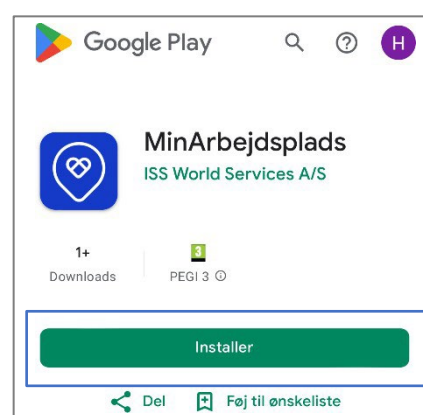 Google Play
H
MinArbejdsplads
ISS World Services A/S
1+
3
Downloads
PEGI 3
Installer
Del
Føj til ønskeliste